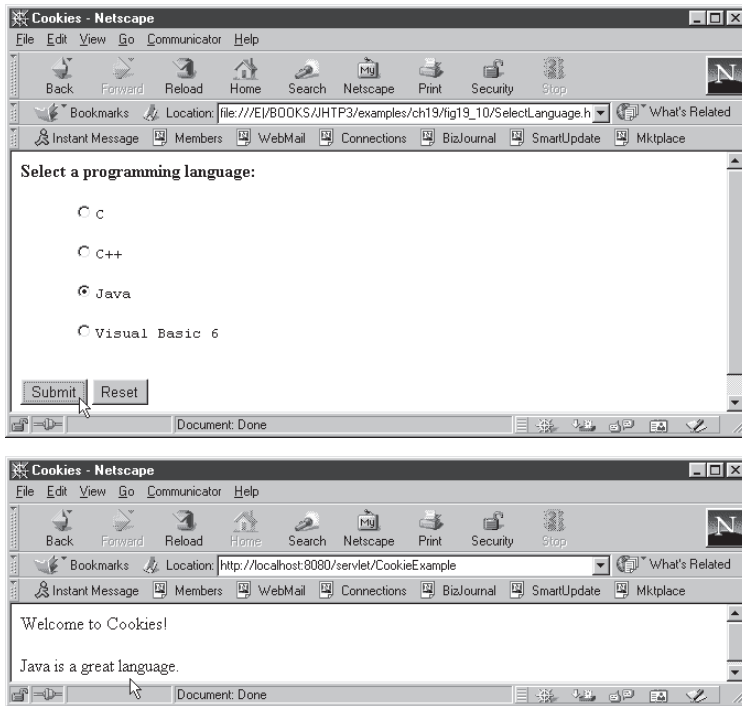 Cookies - Netscape
File Edit View Go Communicator Help
Back Forward Reload Home Search Netscape Print Security Stop
Bookmarks Location: file:///E|/BOOKS/JHTP3/examples/ch19/fig19_10/SelectLanguage.h What's Related
Instant Message Members WebMail Connections BizJournal SmartUpdate Mktplace
Select a programming language:
C
C++
Java
Visual Basic 6
Submit Reset
Document: Done
Cookies - Netscape
File Edit View Go Communicator Help
Back Forward Reload Home Search Netscape Print Security Stop
Bookmarks Location: http://localhost:8080/servlet/CookieExample What's Related
Instant Message Members WebMail Connections BizJournal SmartUpdate Mktplace
Welcome to Cookies!
Java is a great language.
Document: Done